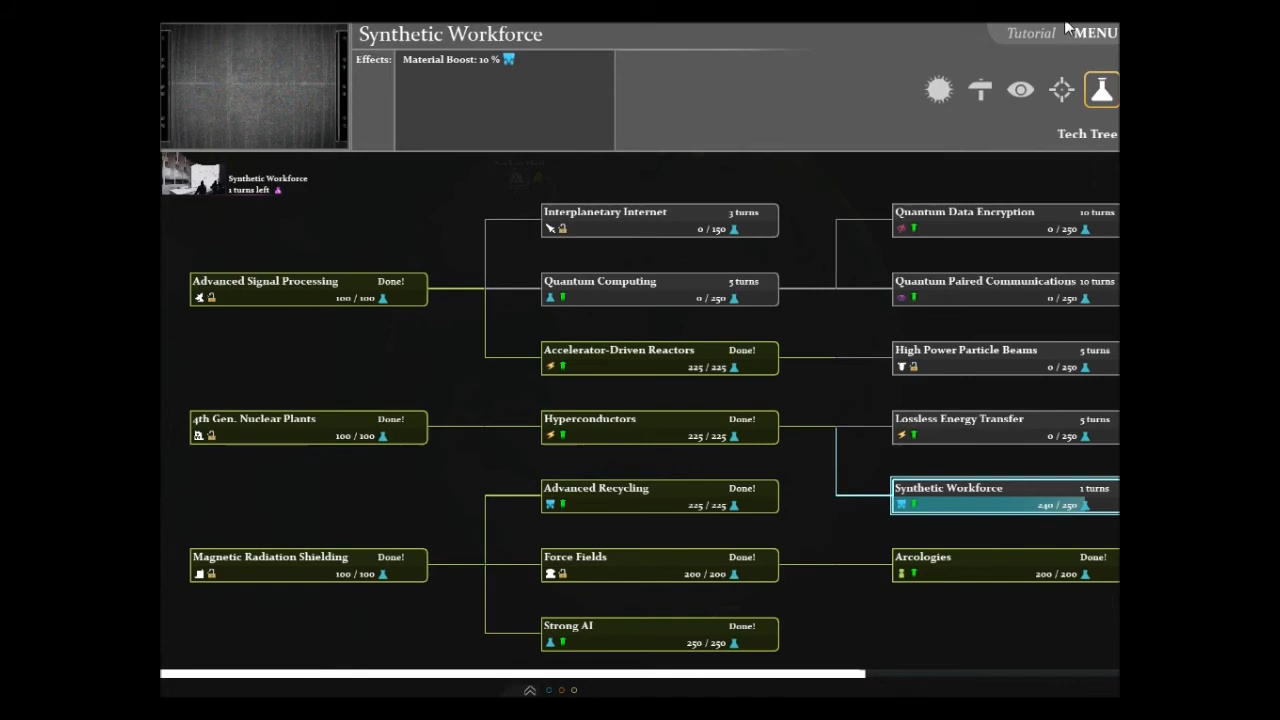 Synthetic Workforce
Tutorial
MENU
Effects:
Material Boost: 10 %
Tech Tree
Synthetic Workforce
1 turns left
Interplanetary Internet 3 turns
0 / 150
Quantum Data Encryption 10 turns
0 / 250
Advanced Signal Processing Done!
100 / 100
Quantum Computing 5 turns
0 / 250
Quantum Paired Communications 10 turns
0 / 250
Accelerator-Driven Reactors Done!
225 / 225
High Power Particle Beams 5 turns
0 / 250
4th Gen. Nuclear Plants Done!
100 / 100
Hyperconductors Done!
225 / 225
Lossless Energy Transfer 5 turns
0 / 250
Advanced Recycling Done!
225 / 225
Synthetic Workforce 1 turns
240 / 250
Magnetic Radiation Shielding Done!
100 / 100
Force Fields Done!
200 / 200
Arcologies Done!
200 / 200
Strong AI Done!
250 / 250